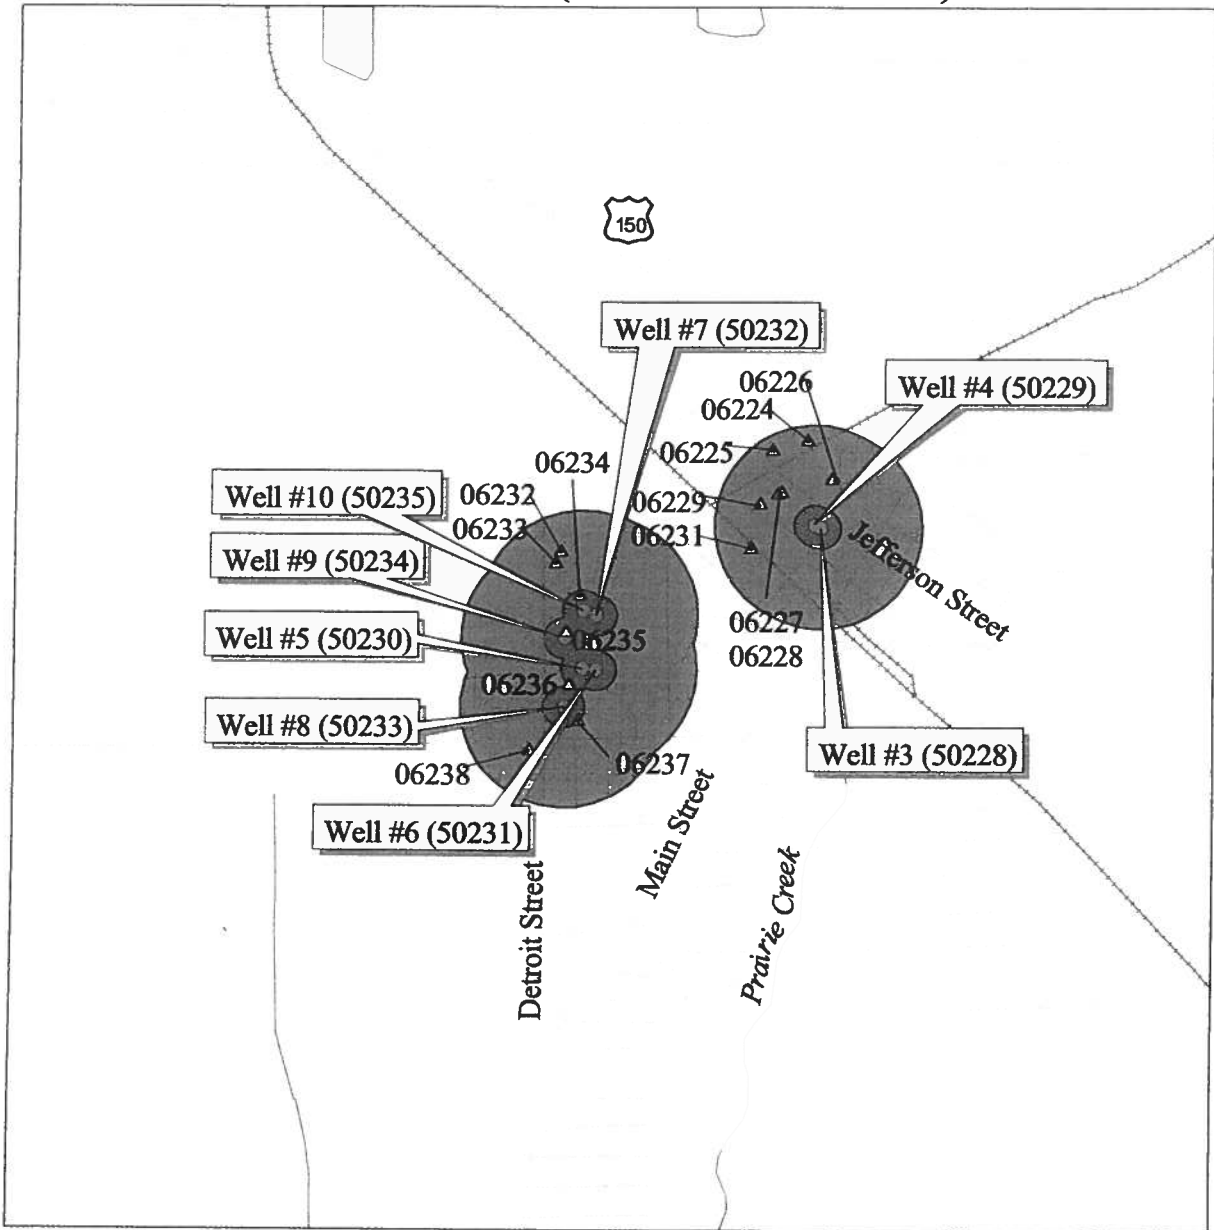 150
Well #7 (50232)
06226
Well #4 (50229)
06224
06225
06234
Well #10 (50235)
06232
06229
06233
06231
Jefferson Street
Well #9 (50234)
06227
Well #5 (50230)
06235
06228
06236
Well #8 (50233)
06237
Well #3 (50228)
06238
Well #6 (50231)
Main Street
Detroit Street
Prairie Creek